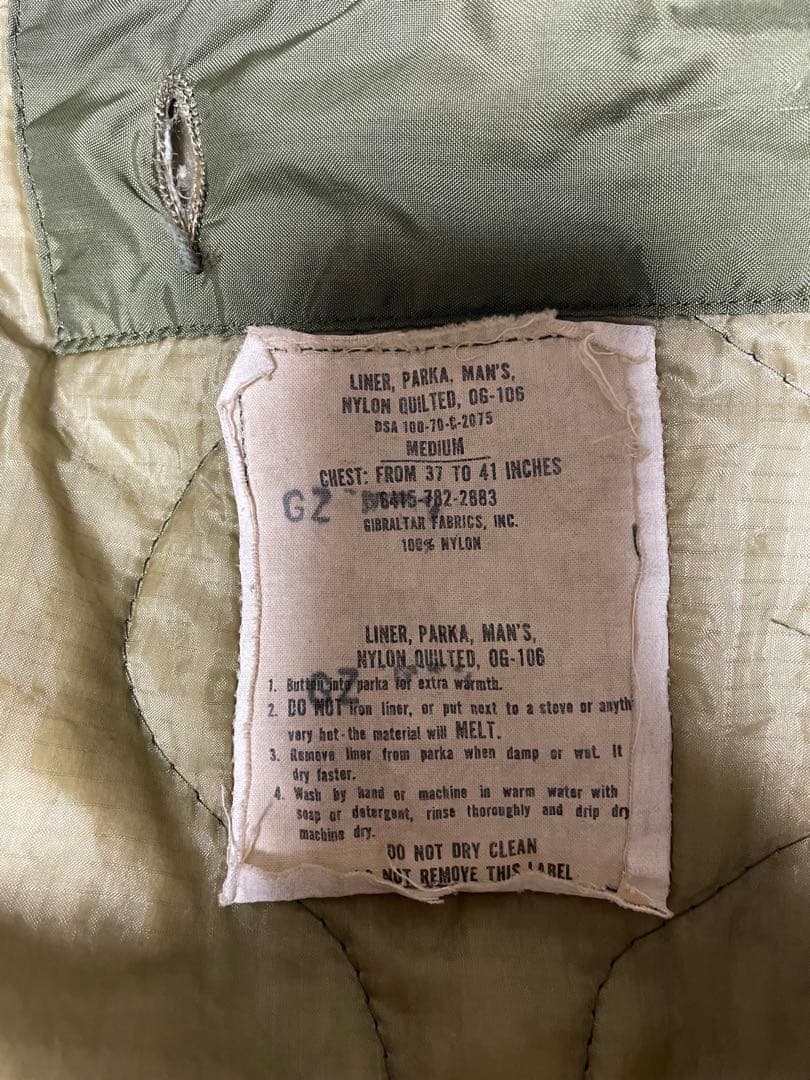 LINER, PARKA, MAN'S,
NYLON QUILTED, OG-106
DSA 100-70-C-2075
MEDIUM
CHEST: FROM 37 TO 41 INCHES
8415-782-2883
GZ
GIBRALTAR FABRICS, INC.
100% NYLON
LINER, PARKA, MAN'S,
NYLON QUILTED, OG-106
GZ
1. Button into parka for extra warmth.
2. DO NOT iron liner, or put next to a stove or anyth
very hot - the material will MELT.
3. Remove liner from parka when damp or wet. It
dry faster.
4. Wash by hand or machine in warm water with
soap or detergent, rinse thoroughly and drip dry
machine dry.
DO NOT DRY CLEAN
NOT REMOVE THIS LABEL